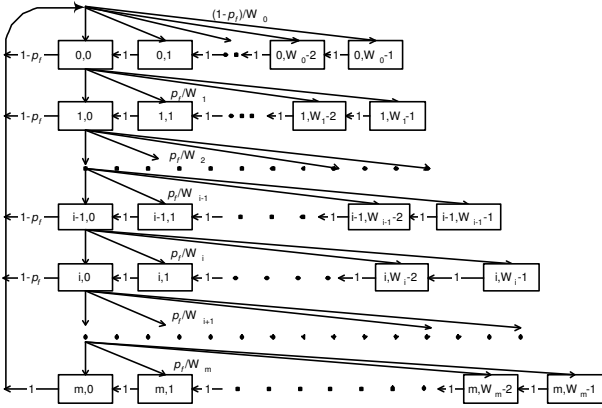 (1-p_f)/W_0
1-p_f 0,0 1 0,1 1 1 0,W_0-2 1 0,W_0-1
p_f/W_1
1-p_f 1,0 1 1,1 1 1 1,W_1-2 1 1,W_1-1
p_f/W_2
p_f/W_i-1
1-p_f i-1,0 1 i-1,1 1 1 i-1,W_i-1-2 1 i-1,W_i-1-1
p_f/W_i
1-p_f i,0 1 i,1 1 1 i,W_i-2 1 i,W_i-1
p_f/W_i+1
p_f/W_m
1 m,0 1 m,1 1 1 m,W_m-2 1 m,W_m-1